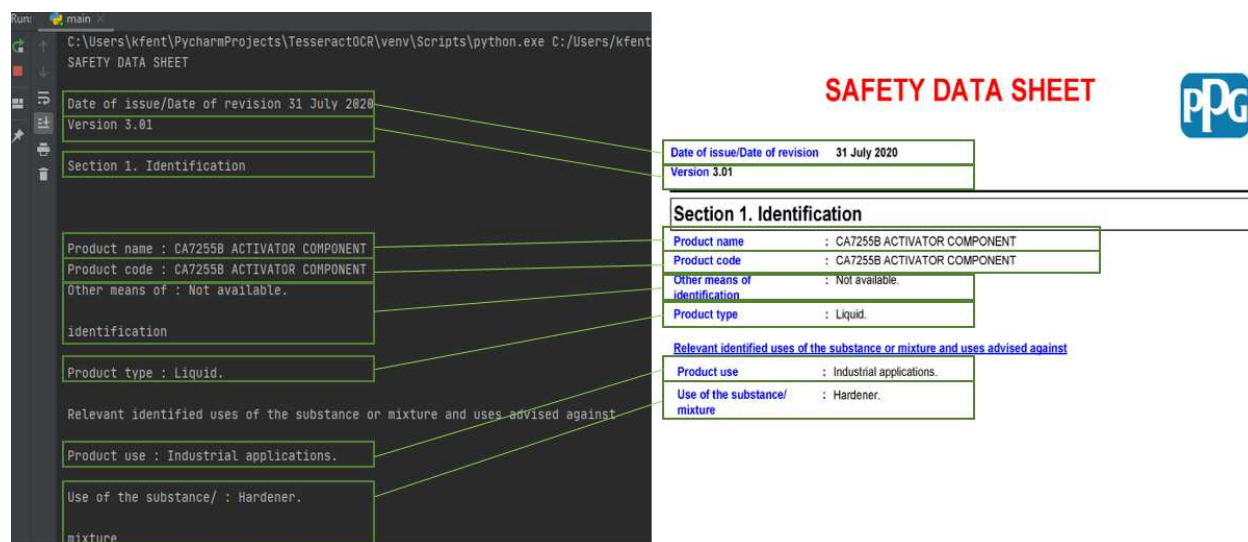 Run:
main
C:\Users\kfent\PycharmProjects\TesseractOCR\venv\Scripts\python.exe C:/Users/kfent
SAFETY DATA SHEET
Date of issue/Date of revision 31 July 2020
Version 3.01
Section 1. Identification
Product name : CA7255B ACTIVATOR COMPONENT
Product code : CA7255B ACTIVATOR COMPONENT
Other means of : Not available.
identification
Product type : Liquid.
Relevant identified uses of the substance or mixture and uses advised against
Product use : Industrial applications.
Use of the substance/ : Hardener.
mixture
SAFETY DATA SHEET
PPG
Date of issue/Date of revision 31 July 2020
Version 3.01
Section 1. Identification
Product name : CA7255B ACTIVATOR COMPONENT
Product code : CA7255B ACTIVATOR COMPONENT
Other means of : Not available.
identification
Product type : Liquid.
Relevant identified uses of the substance or mixture and uses advised against
Product use : Industrial applications.
Use of the substance/ : Hardener.
mixture